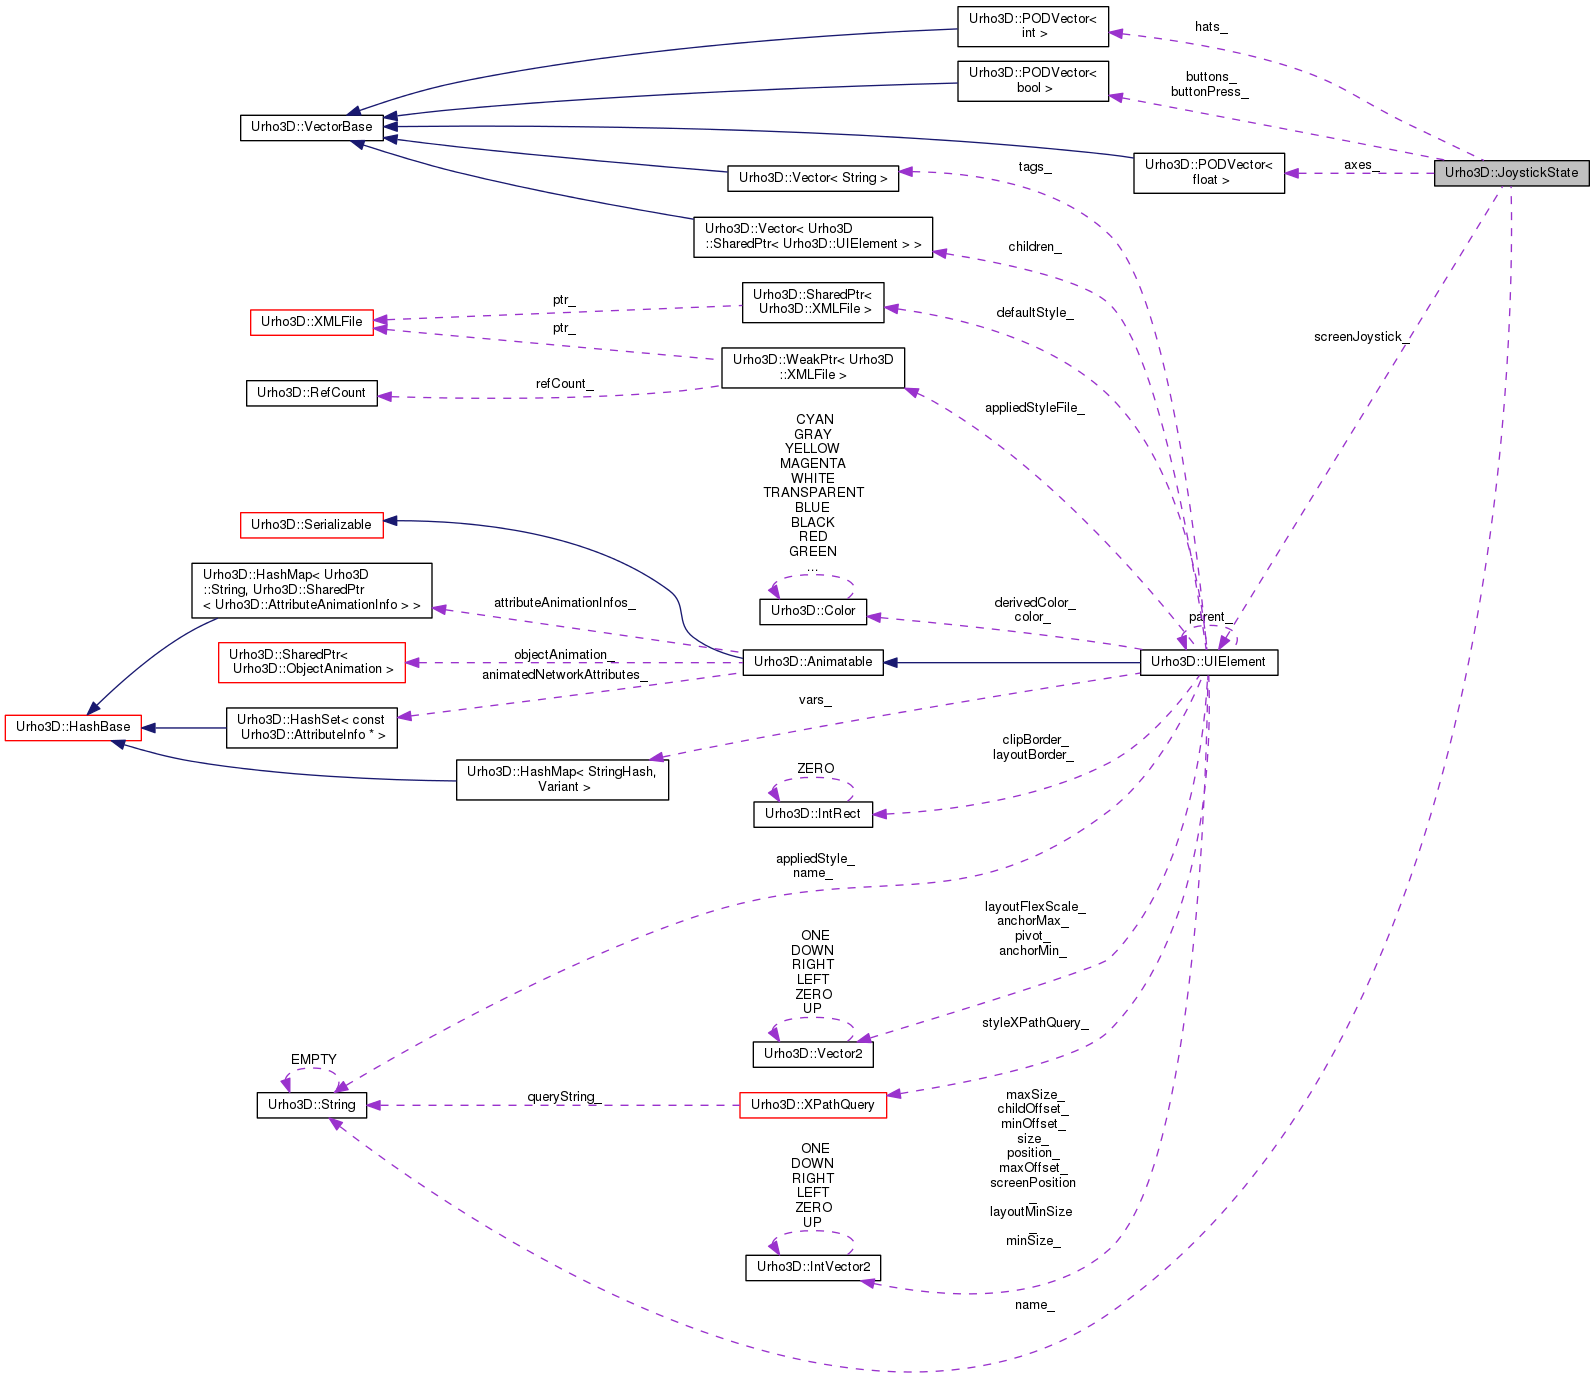 Urho3D::PODVector<
int >
hats_
Urho3D::PODVector<
bool >
buttons_
buttonPress_
Urho3D::VectorBase
Urho3D::Vector< String >
tags_
Urho3D::PODVector<
float >
axes_
Urho3D::JoystickState
Urho3D::Vector< Urho3D
::SharedPtr< Urho3D::UIElement > >
children_
Urho3D::SharedPtr<
Urho3D::XMLFile >
ptr_
Urho3D::XMLFile
ptr_
defaultStyle_
screenJoystick_
Urho3D::WeakPtr< Urho3D
::XMLFile >
refCount_
Urho3D::RefCount
appliedStyleFile_
CYAN
GRAY
YELLOW
MAGENTA
WHITE
TRANSPARENT
BLUE
BLACK
RED
GREEN
...
Urho3D::Serializable
Urho3D::HashMap< Urho3D
::String, Urho3D::SharedPtr
< Urho3D::AttributeAnimationInfo > >
attributeAnimationInfos_
Urho3D::Color
derivedColor_
color_
parent_
Urho3D::SharedPtr<
Urho3D::ObjectAnimation >
objectAnimation_
animatedNetworkAttributes_
Urho3D::Animatable
Urho3D::UIElement
Urho3D::HashBase
Urho3D::HashSet< const
Urho3D::AttributeInfo * >
vars_
Urho3D::HashMap< StringHash,
Variant >
clipBorder_
layoutBorder_
ZERO
Urho3D::IntRect
appliedStyle_
name_
layoutFlexScale_
anchorMax_
pivot_
anchorMin_
ONE
DOWN
RIGHT
LEFT
ZERO
UP
Urho3D::Vector2
styleXPathQuery_
EMPTY
Urho3D::String
queryString_
Urho3D::XPathQuery
maxSize_
childOffset_
minOffset_
size_
position_
maxOffset_
screenPosition
_
layoutMinSize
_
minSize_
ONE
DOWN
RIGHT
LEFT
ZERO
UP
Urho3D::IntVector2
name_